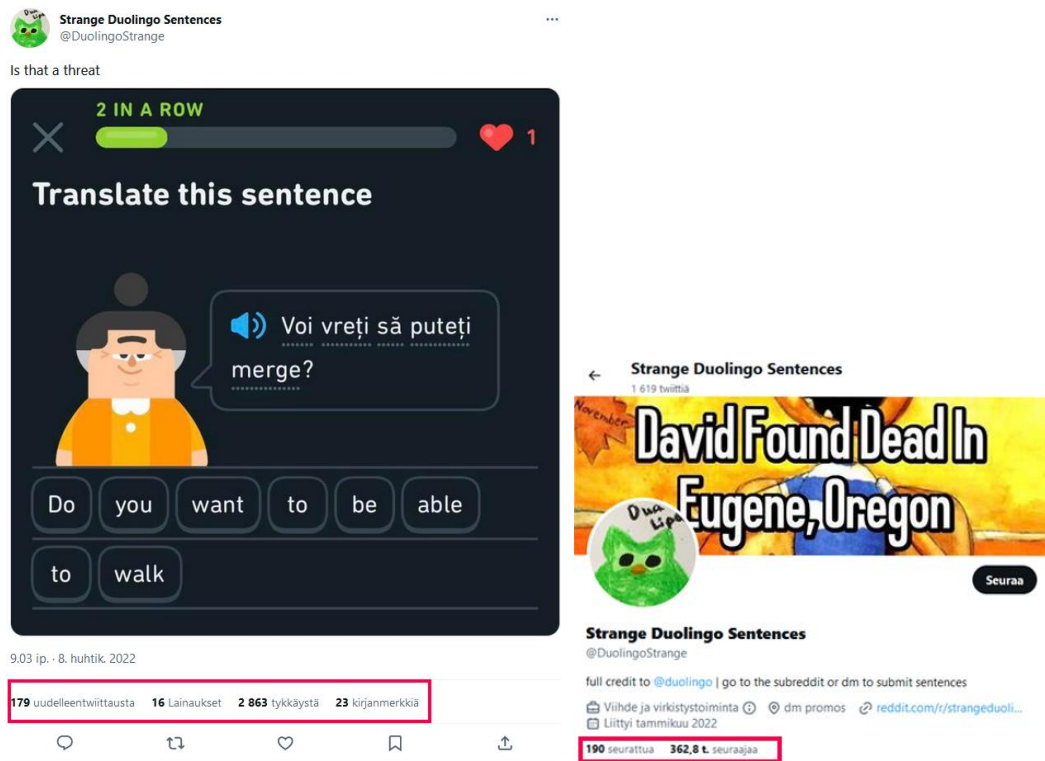 Strange Duolingo Sentences
@DuolingoStrange
Is that a threat
2 IN A ROW
1
Translate this sentence
Voi vreți să puteți
merge?
Do you want to be able
to walk
9.03 ip. · 8. huhtik. 2022
179 uudelleentwiittausta 16 Lainaukset 2 863 tykkäystä 23 kirjanmerkkiä
Strange Duolingo Sentences
1 619 twiittiä
November
David Found Dead In
Eugene, Oregon
Dua
Lipa
Seuraa
Strange Duolingo Sentences
@DuolingoStrange
full credit to @duolingo | go to the subreddit or dm to submit sentences
Viihde ja virkistystoiminta dm promos reddit.com/r/strangeduoli...
Liittyi tammikuu 2022
190 seurattua 362,8 t. seuraajaa